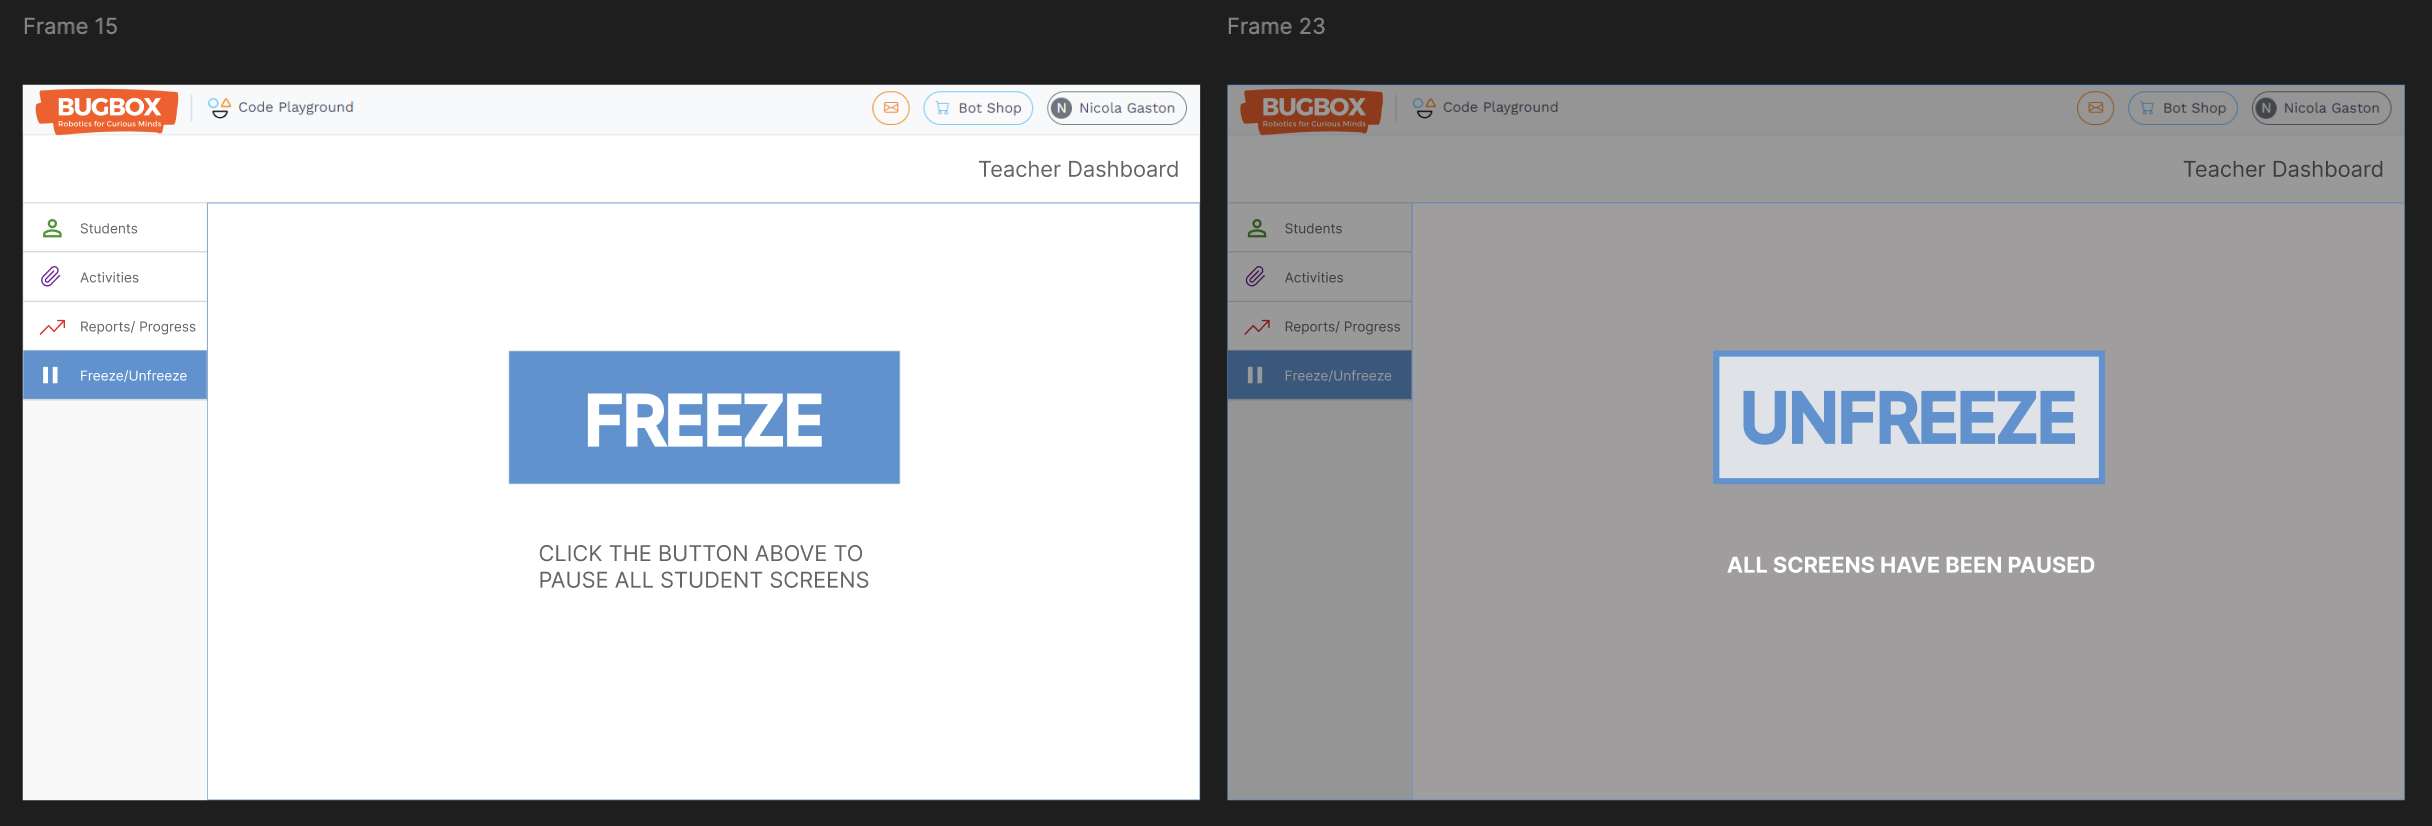 Frame 15
BUGBOX
Robotics for Curious Minds
Code Playground
Bot Shop
N Nicola Gaston
Teacher Dashboard
Students
Activities
Reports/ Progress
Freeze/Unfreeze
FREEZE
CLICK THE BUTTON ABOVE TO
PAUSE ALL STUDENT SCREENS
Frame 23
BUGBOX
Robotics for Curious Minds
Code Playground
Bot Shop
N Nicola Gaston
Teacher Dashboard
Students
Activities
Reports/ Progress
Freeze/Unfreeze
UNFREEZE
ALL SCREENS HAVE BEEN PAUSED